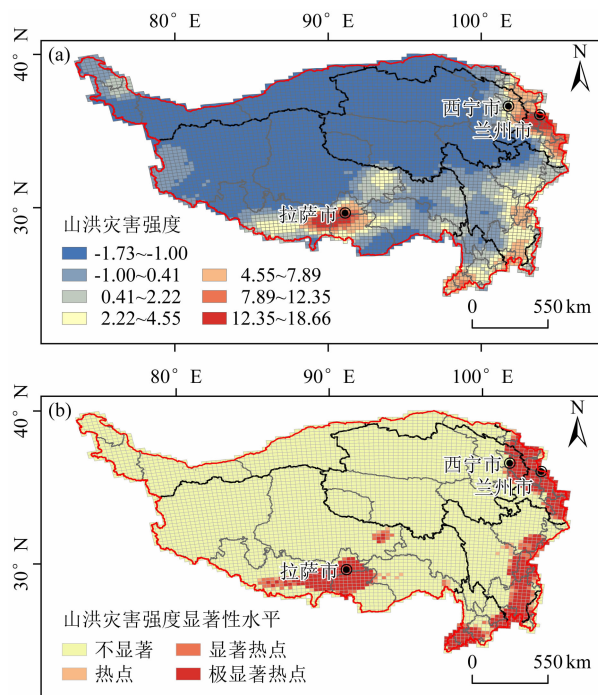 80° E 90° E 100° E
(a)
40° N
N
西宁市
兰州市
30° N
拉萨市
山洪灾害强度
-1.73~-1.00
-1.00~0.41 4.55~7.89
0.41~2.22 7.89~12.35
2.22~4.55 12.35~18.66
0 550 km
80° E 90° E 100° E
(b)
40° N
N
西宁市
兰州市
30° N
拉萨市
山洪灾害强度显著性水平
不显著 显著热点
热点 极显著热点
0 550 km